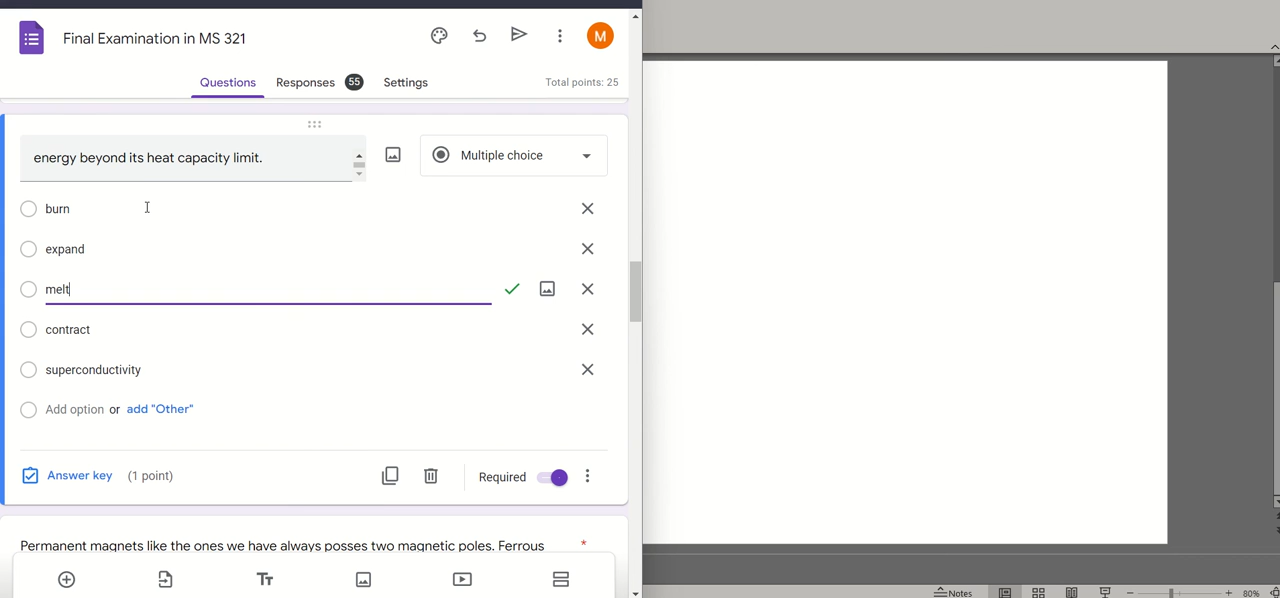 Final Examination in MS 321
M
Questions Responses 55 Settings Total points: 25
energy beyond its heat capacity limit.
Multiple choice
burn
expand
melt
contract
superconductivity
Add option or add "Other"
Answer key (1 point) Required
Permanent magnets like the ones we have always posses two magnetic poles. Ferrous *
Tт
Notes 80%